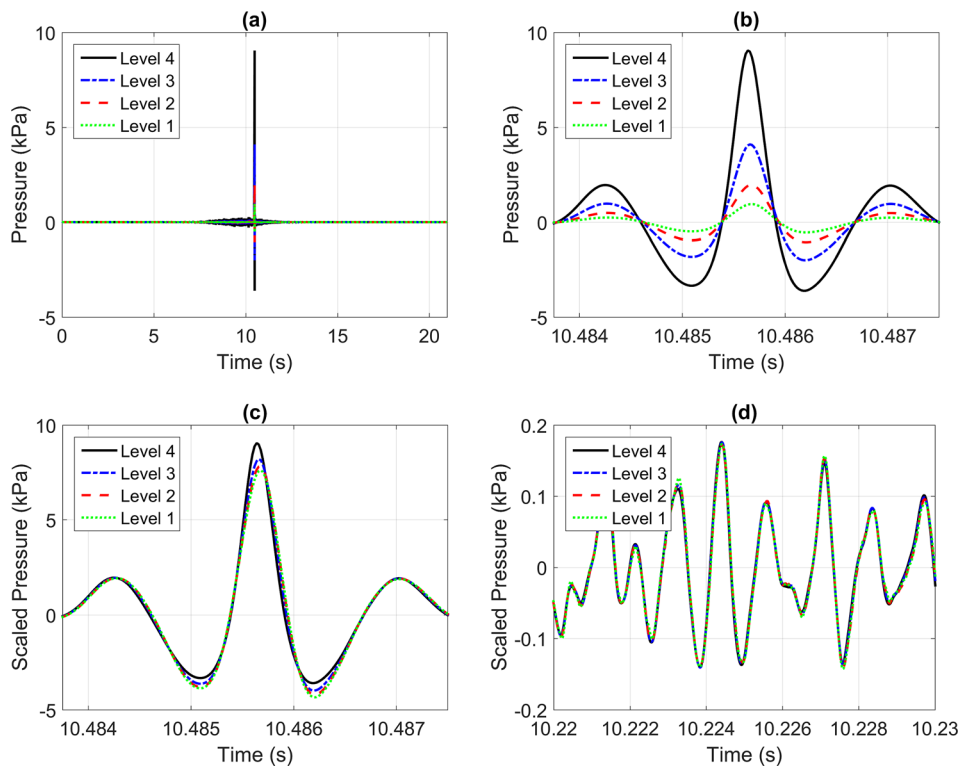 (a)
10
5
0
-5
Pressure (kPa)
Level 4
Level 3
Level 2
Level 1
0 5 10 15 20
Time (s)
(b)
10
5
0
-5
Pressure (kPa)
Level 4
Level 3
Level 2
Level 1
10.484 10.485 10.486 10.487
Time (s)
(c)
10
5
0
-5
Scaled Pressure (kPa)
Level 4
Level 3
Level 2
Level 1
10.484 10.485 10.486 10.487
Time (s)
(d)
0.2
0.1
0
-0.1
-0.2
Scaled Pressure (kPa)
Level 4
Level 3
Level 2
Level 1
10.22 10.222 10.224 10.226 10.228 10.23
Time (s)